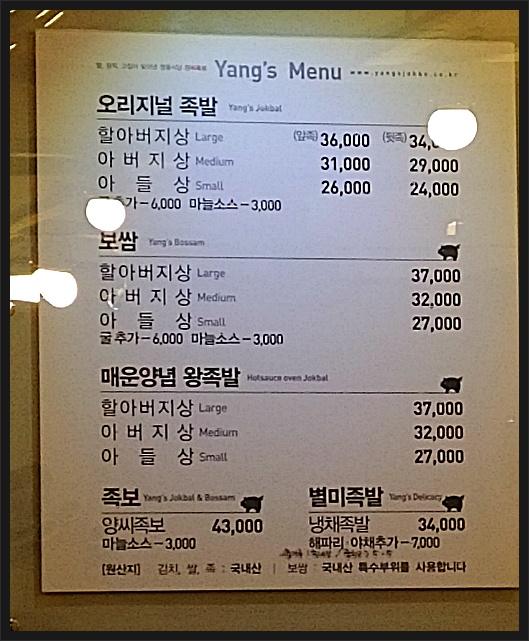 Yang's Menu www.yangsjokbo.co.kr
오리지널 족발 Yang's Jokbal
할아버지상 Large (앞족) 36,000 (뒷족) 34,
아버지상 Medium 31,000 29,000
아들상 Small 26,000 24,000
추가-6,000 마늘소스-3,000
보쌈 Yang's Bossam
할아버지상 Large 37,000
아버지상 Medium 32,000
아들상 Small 27,000
굴추가-6,000 마늘소스-3,000
매운양념 왕족발 Hotsauce oven Jokbal
할아버지상 Large 37,000
아버지상 Medium 32,000
아들상 Small 27,000
족보 Yang's Jokbal & Bossam
양씨족보 43,000
마늘소스-3,000
별미족발 Yang's Delicacy
냉채족발 34,000
해파리·야채추가-7,000
[원산지] 김치, 쌀, 족 : 국내산 | 보쌈 : 국내산 특수부위를 사용합니다